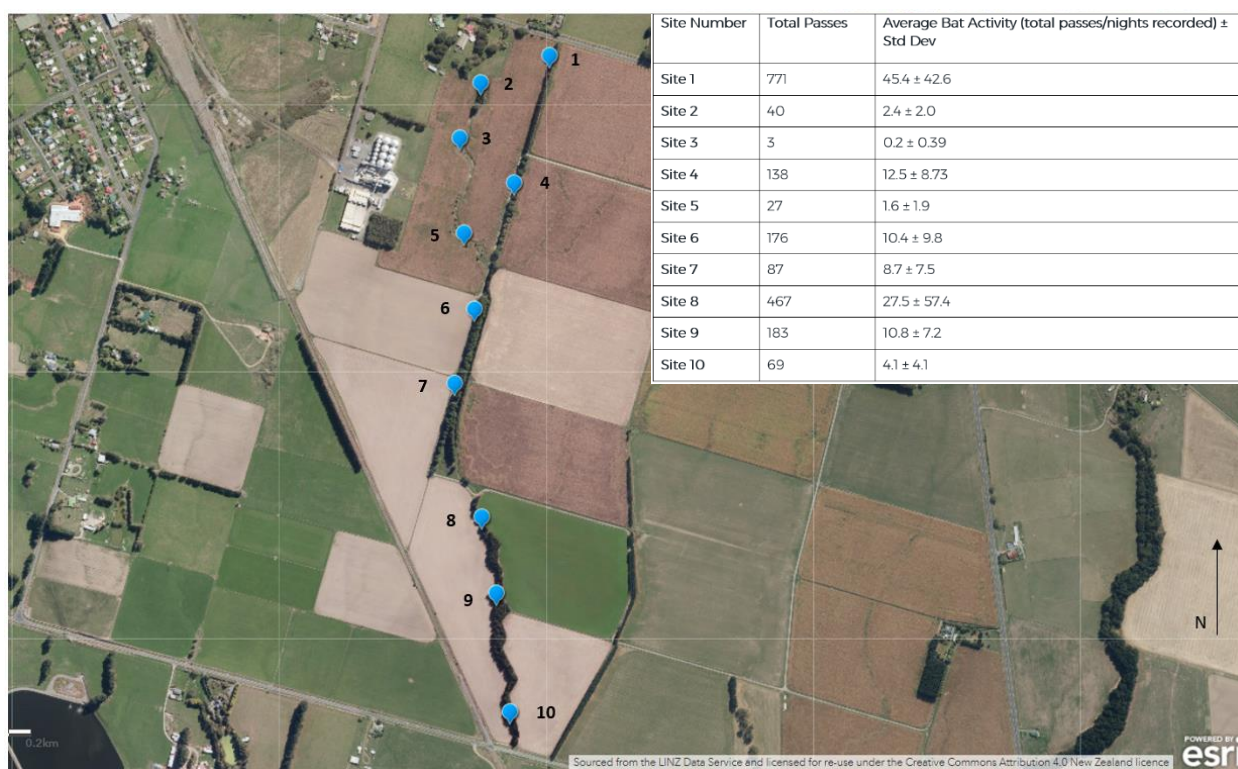 Site Number Total Passes Average Bat Activity (total passes/nights recorded) ±
Std Dev
Site 1 771 45.4 ± 42.6
Site 2 40 2.4 ± 2.0
Site 3 3 0.2 ± 0.39
Site 4 138 12.5 ± 8.73
Site 5 27 1.6 ± 1.9
Site 6 176 10.4 ± 9.8
Site 7 87 8.7 ± 7.5
Site 8 467 27.5 ± 57.4
Site 9 183 10.8 ± 7.2
Site 10 69 4.1 ± 4.1
1
2
3
4
5
6
7
8
9
10
N
0.2km
POWERED BY
esri
Sourced from the LINZ Data Service and licensed for re-use under the Creative Commons Attribution 4.0 New Zealand licence